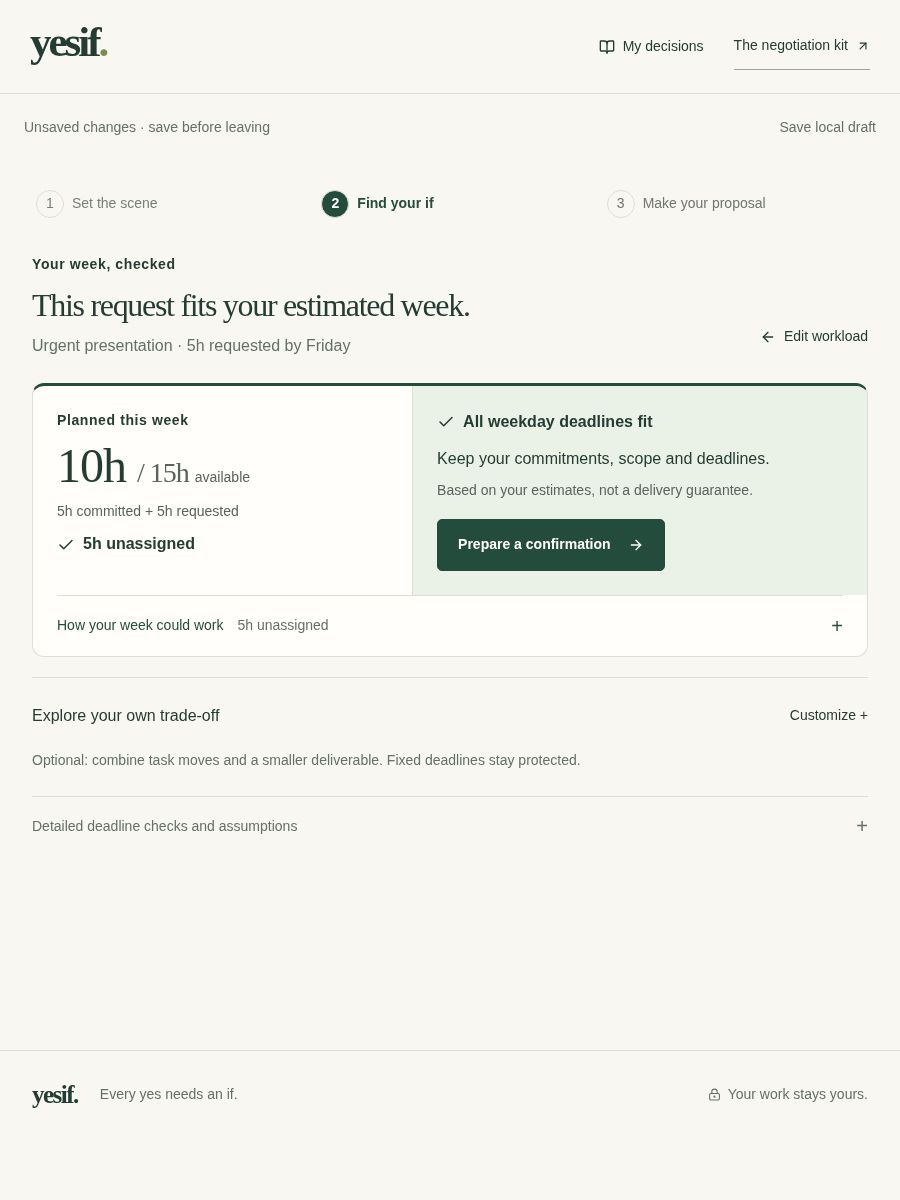 yesif.
My decisions
The negotiation kit
Unsaved changes · save before leaving
Save local draft
1 Set the scene
2 Find your if
3 Make your proposal
Your week, checked
This request fits your estimated week.
Urgent presentation · 5h requested by Friday
Edit workload
Planned this week
10h / 15h available
5h committed + 5h requested
5h unassigned
All weekday deadlines fit
Keep your commitments, scope and deadlines.
Based on your estimates, not a delivery guarantee.
Prepare a confirmation
How your week could work 5h unassigned +
Explore your own trade-off
Customize +
Optional: combine task moves and a smaller deliverable. Fixed deadlines stay protected.
Detailed deadline checks and assumptions +
yesif. Every yes needs an if.
Your work stays yours.